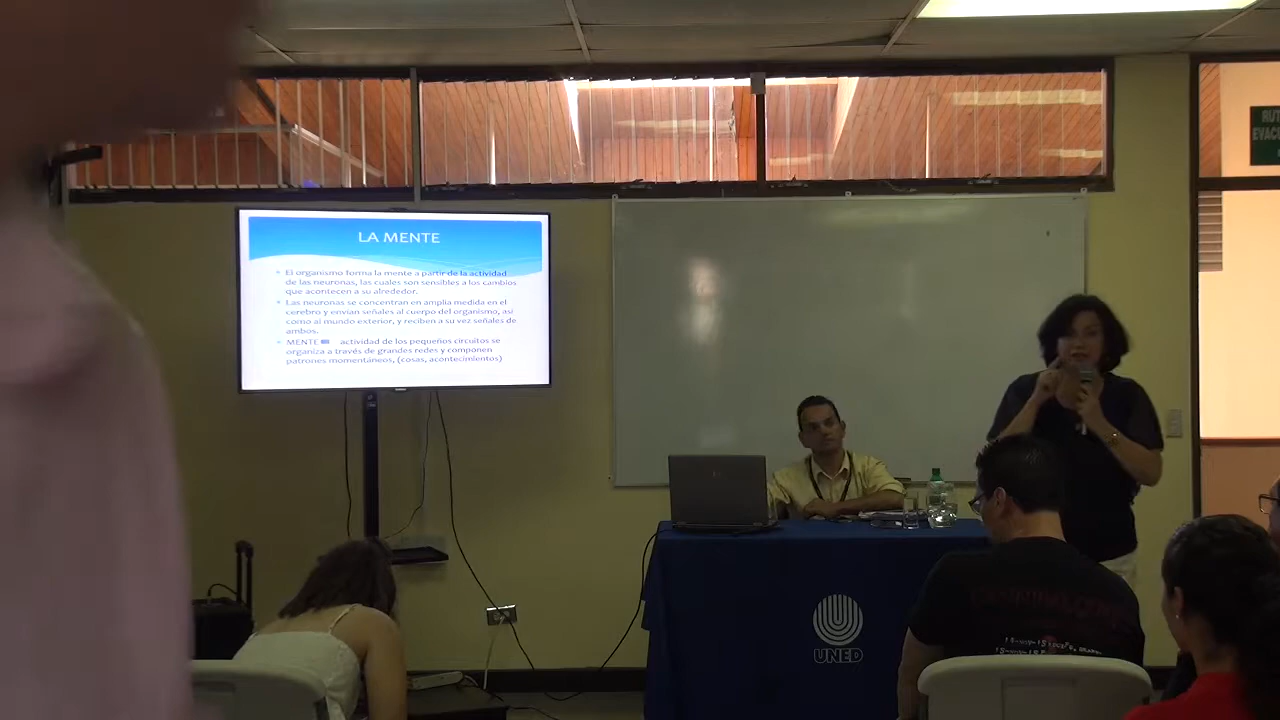 LA MENTE
El organismo forma la mente a partir de la actividad
de las neuronas, las cuales son sensibles a los cambios
que acontecen a su alrededor.
Las neuronas se concentran en amplia medida en el
cerebro y envían señales al cuerpo del organismo, así
como al mundo exterior, y reciben a su vez señales de
ambos.
MENTE actividad de los pequeños circuitos se
organiza a través de grandes redes y componen
patrones momentáneos, (cosas, acontecimientos)
UNED